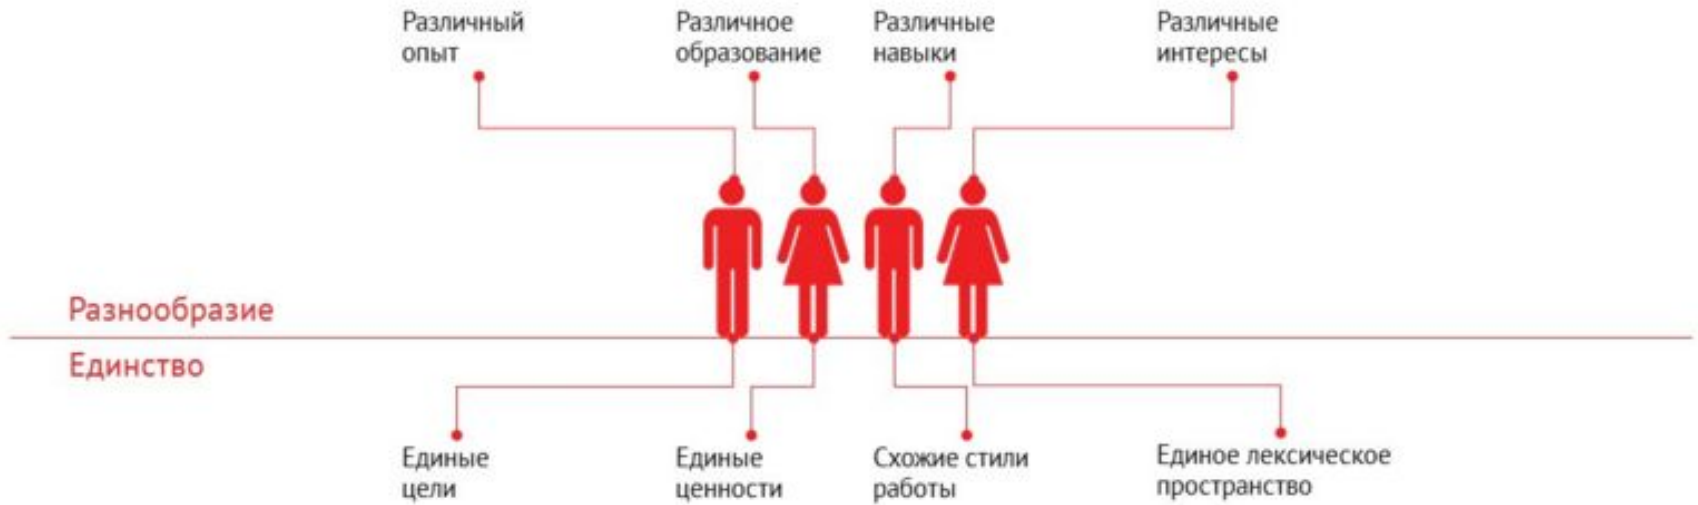 Различный
опыт
Различное
образование
Различные
навыки
Различные
интересы
Разнообразие
Единство
Единые
цели
Единые
ценности
Схожие стили
работы
Единое лексическое
пространство